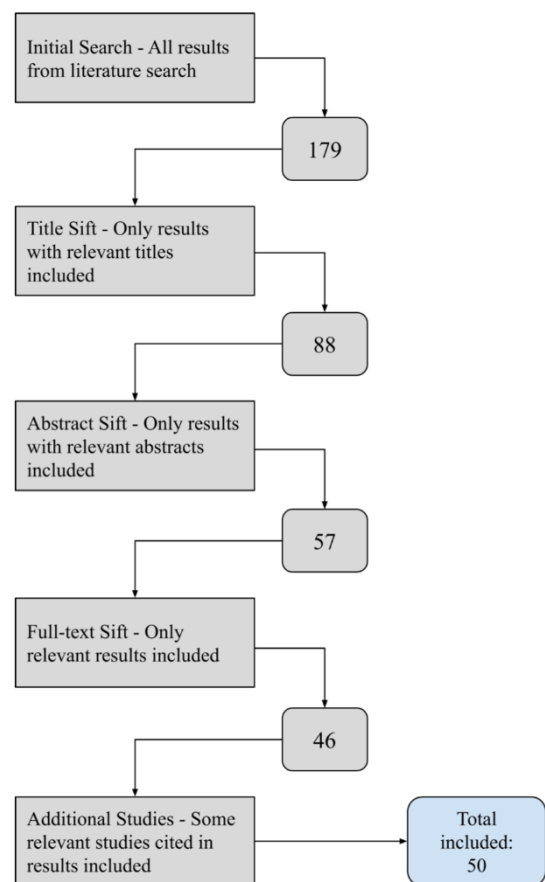 Initial Search - All results
from literature search
179
Title Sift - Only results
with relevant titles
included
88
Abstract Sift - Only results
with relevant abstracts
included
57
Full-text Sift - Only
relevant results included
46
Additional Studies - Some
relevant studies cited in
results included
Total
included:
50